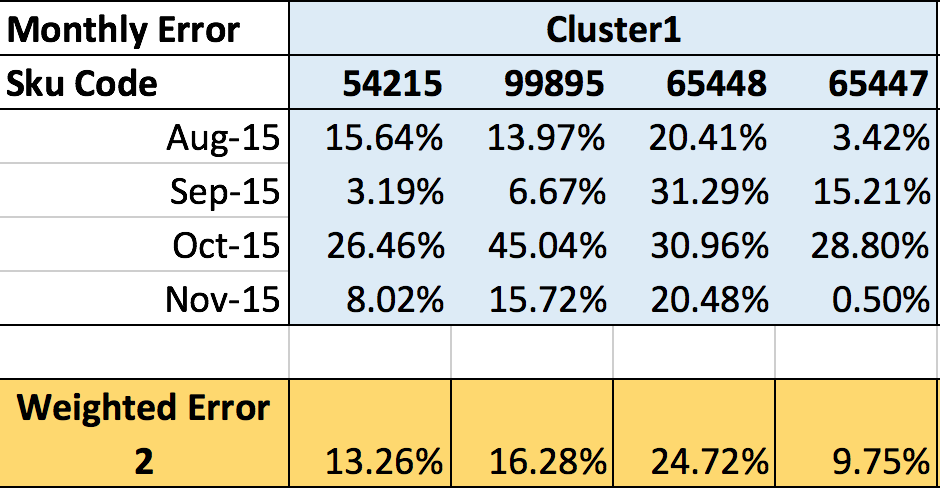 Monthly Error Cluster1
Sku Code 54215 99895 65448 65447
Aug-15 15.64% 13.97% 20.41% 3.42%
Sep-15 3.19% 6.67% 31.29% 15.21%
Oct-15 26.46% 45.04% 30.96% 28.80%
Nov-15 8.02% 15.72% 20.48% 0.50%
Weighted Error
2 13.26% 16.28% 24.72% 9.75%